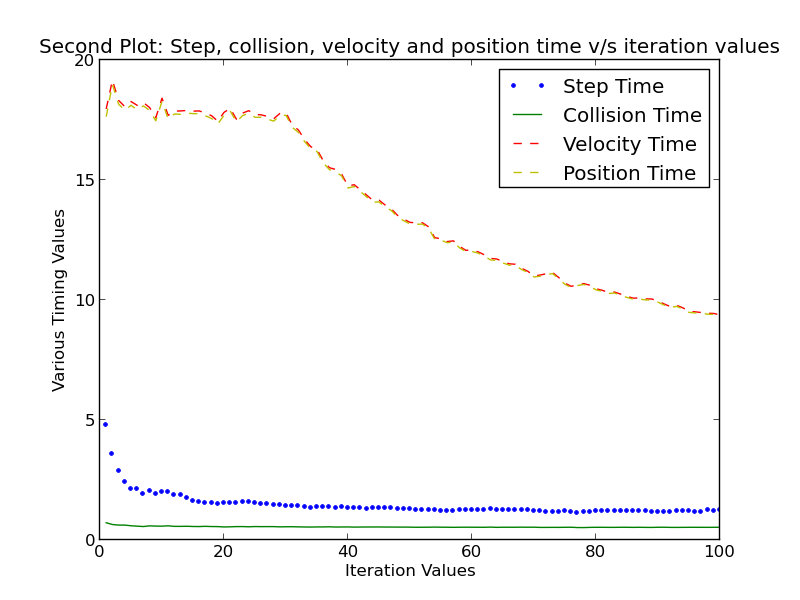 Second Plot: Step, collision, velocity and position time v/s iteration values
20
Step Time
Collision Time
Velocity Time
Position Time
15
10
5
0
Various Timing Values
0 20 40 60 80 100
Iteration Values